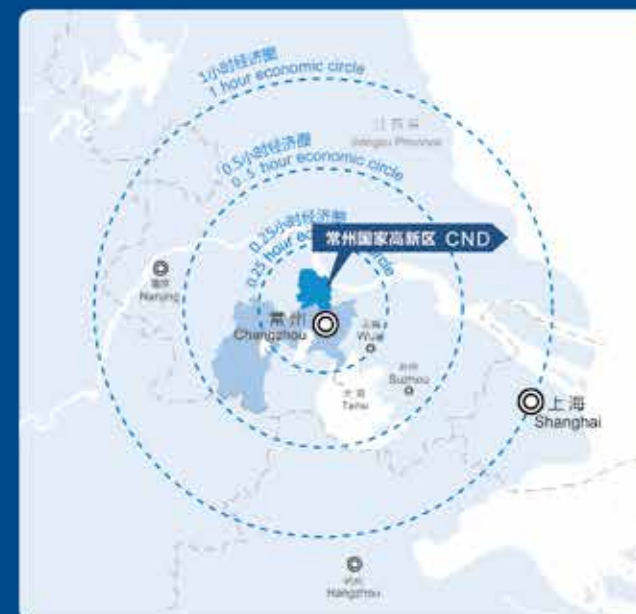 1小时经济圈
1 hour economic circle
江苏省
Jiangsu Province
0.5小时经济圈
0.5 hour economic circle
0.25小时经济圈
0.25 hour
常州国家高新区 CND
南京
Nanjing
常州
Changzhou
无锡
Wuxi
苏州
Suzhou
太湖
Taihu
上海
Shanghai
杭州
Hangzhou